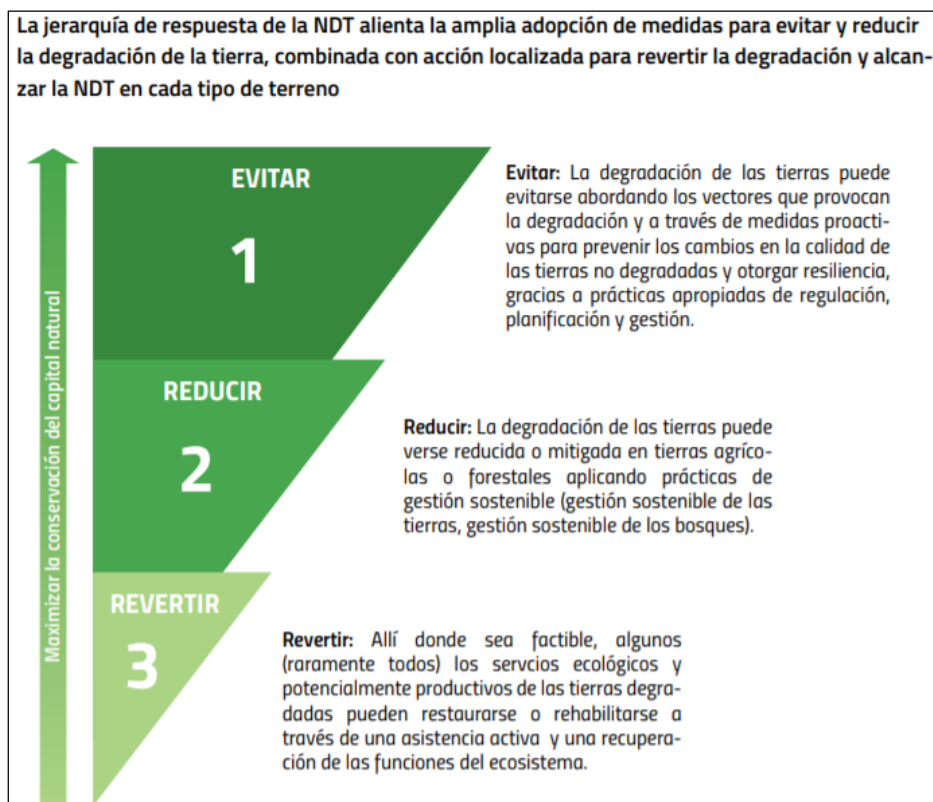 La jerarquía de respuesta de la NDT alienta la amplia adopción de medidas para evitar y reducir
la degradación de la tierra, combinada con acción localizada para revertir la degradación y alcan-
zar la NDT en cada tipo de terreno
Maximizar la conservación del capital natural
EVITAR
1
Evitar: La degradación de las tierras puede
evitarse abordando los vectores que provocan
la degradación y a través de medidas proacti-
vas para prevenir los cambios en la calidad de
las tierras no degradadas y otorgar resiliencia,
gracias a prácticas apropiadas de regulación,
planificación y gestión.
REDUCIR
2
Reducir: La degradación de las tierras puede
verse reducida o mitigada en tierras agríco-
las o forestales aplicando prácticas de
gestión sostenible (gestión sostenible de las
tierras, gestión sostenible de los bosques).
REVERTIR
3
Revertir: Allí donde sea factible, algunos
(raramente todos) los servcios ecológicos y
potencialmente productivos de las tierras degra-
dadas pueden restaurarse o rehabilitarse a
través de una asistencia activa y una recupera-
ción de las funciones del ecosistema.